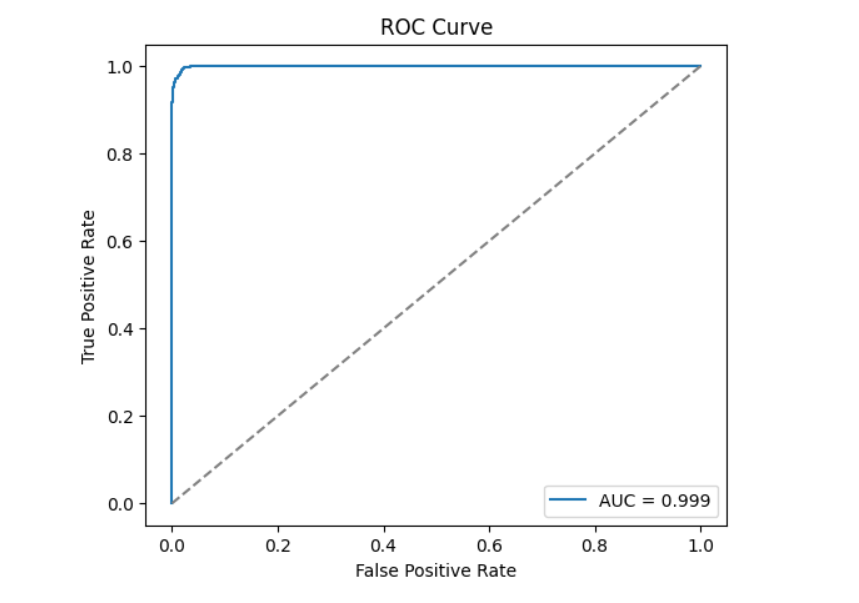 ROC Curve
1.0
0.8
0.6
0.4
0.2
0.0
True Positive Rate
AUC = 0.999
0.0 0.2 0.4 0.6 0.8 1.0
False Positive Rate